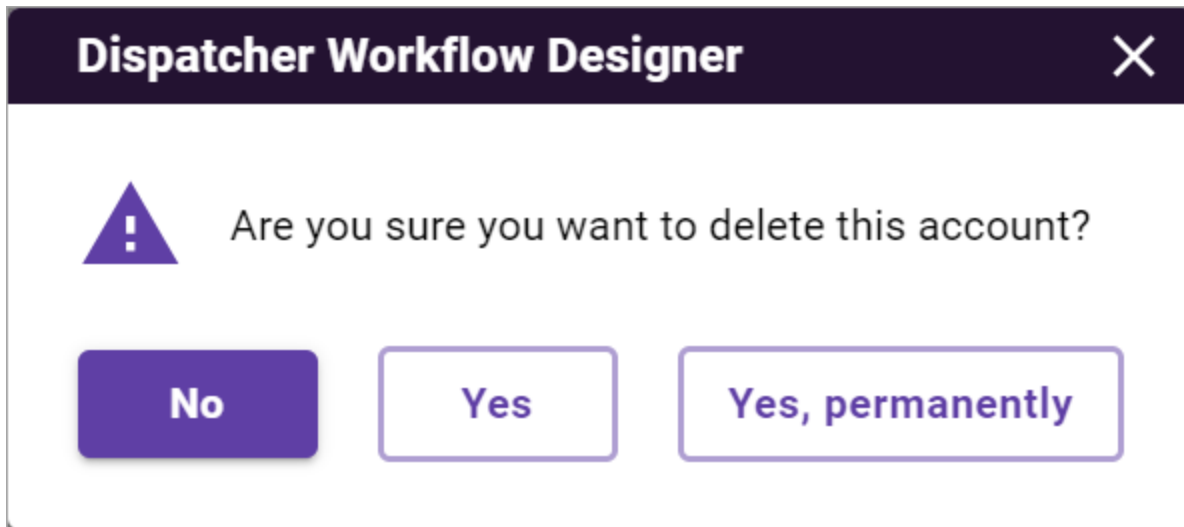 Dispatcher Workflow Designer
Are you sure you want to delete this account?
No
Yes
Yes, permanently